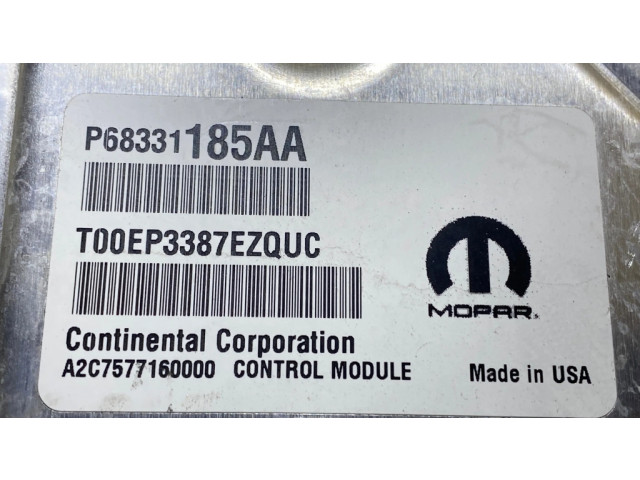 P68331185AA
T00EP3387EZQUC
MOPAR
Continental Corporation
A2C7577160000 CONTROL MODULE Made in USA